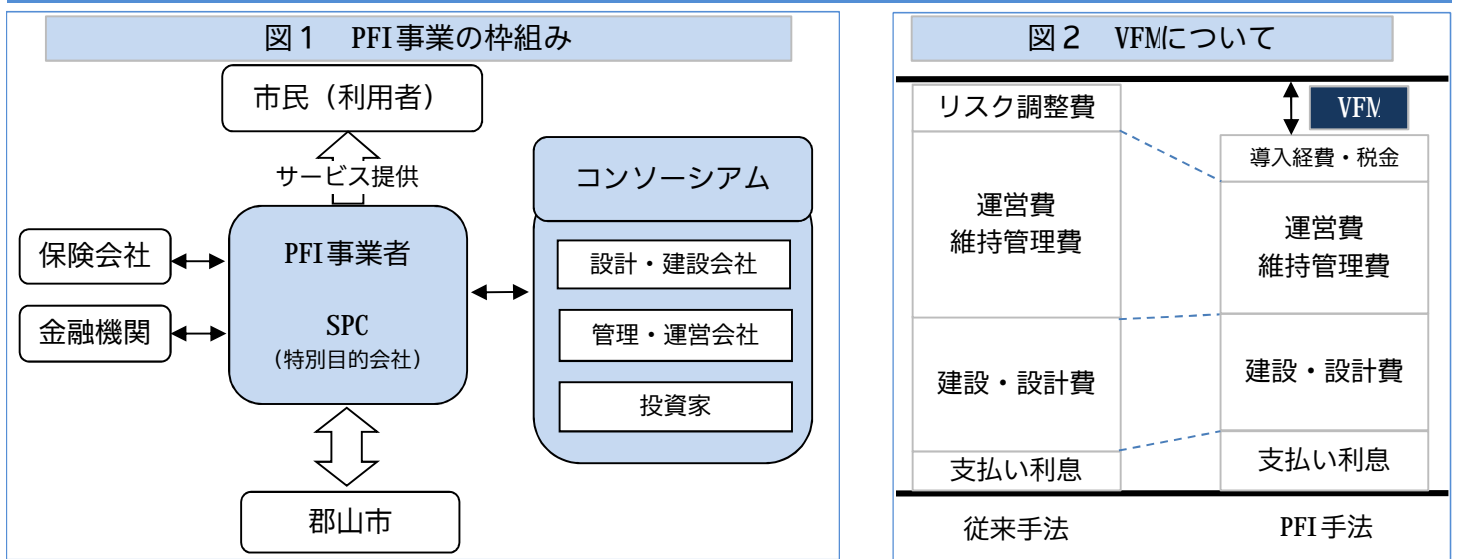 図1 PFI事業の枠組み
市民（利用者）
サービス提供
保険会社
金融機関
PFI事業者
SPC
（特別目的会社）
コンソーシアム
設計・建設会社
管理・運営会社
投資家
郡山市
図2 VFMについて
リスク調整費
運営費
維持管理費
建設・設計費
支払い利息
従来手法
VFM
導入経費・税金
運営費
維持管理費
建設・設計費
支払い利息
PFI手法